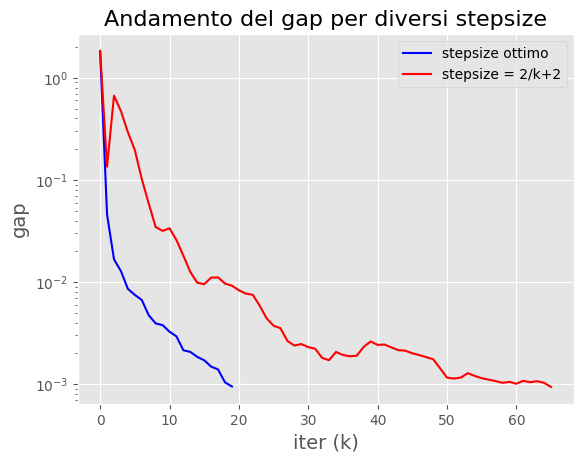 Andamento del gap per diversi stepsize
stepsize ottimo
stepsize = 2/k+2
gap
10⁰
10⁻¹
10⁻²
10⁻³
0 10 20 30 40 50 60
iter (k)